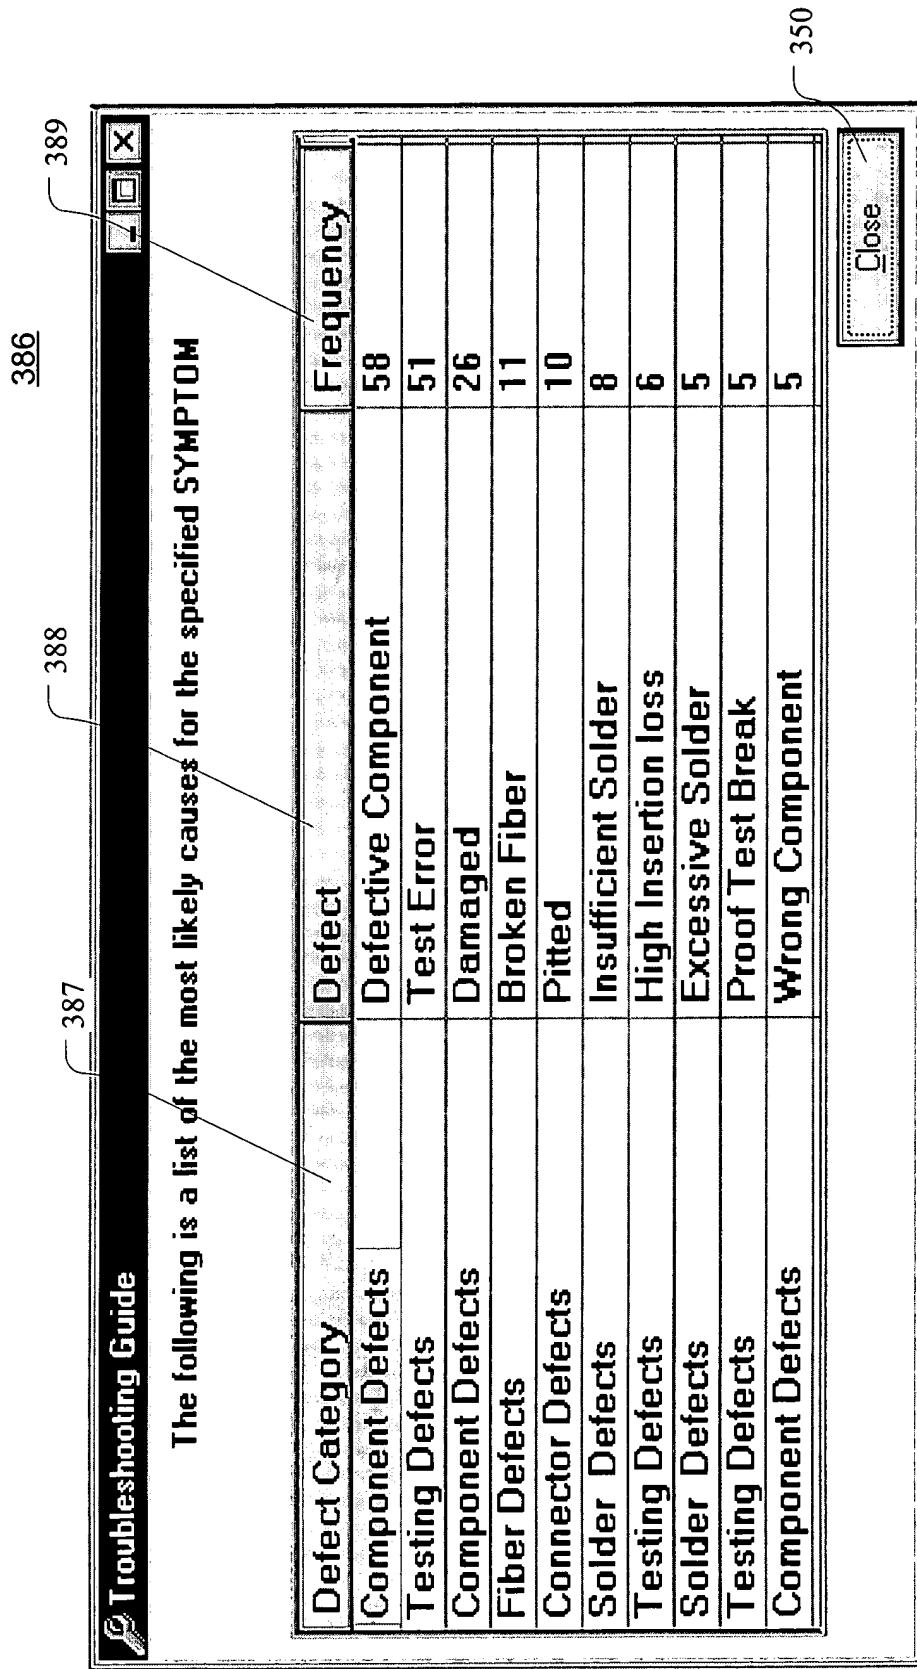 386
387
388
389
Troubleshooting Guide
The following is a list of the most likely causes for the specified SYMPTOM
Defect Category Defect Frequency
Component Defects Defective Component 58
Testing Defects Test Error 51
Component Defects Damaged 26
Fiber Defects Broken Fiber 11
Connector Defects Pitted 10
Solder Defects Insufficient Solder 8
Testing Defects High Insertion loss 6
Solder Defects Excessive Solder 5
Testing Defects Proof Test Break 5
Component Defects Wrong Component 5
Close
350